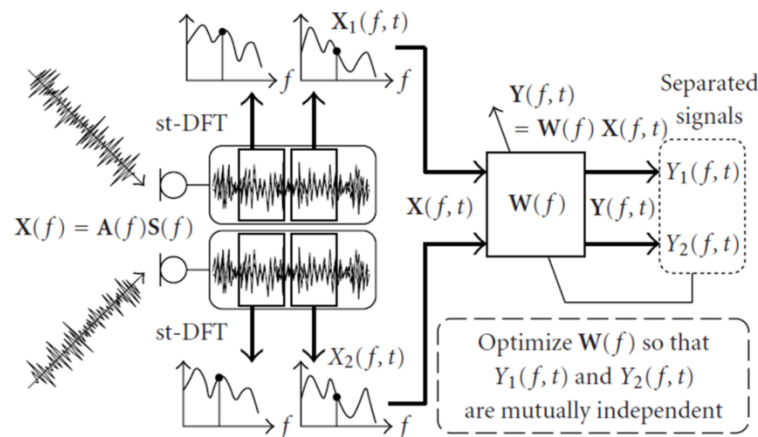 X₁(f,t)
f
f
st-DFT
X(f) = A(f)S(f)
st-DFT
X₂(f,t)
f
f
X(f,t)
Y(f,t)
= W(f) X(f,t)
W(f)
Y(f,t)
Separated
signals
Y₁(f,t)
Y₂(f,t)
Optimize W(f) so that
Y₁(f,t) and Y₂(f,t)
are mutually independent